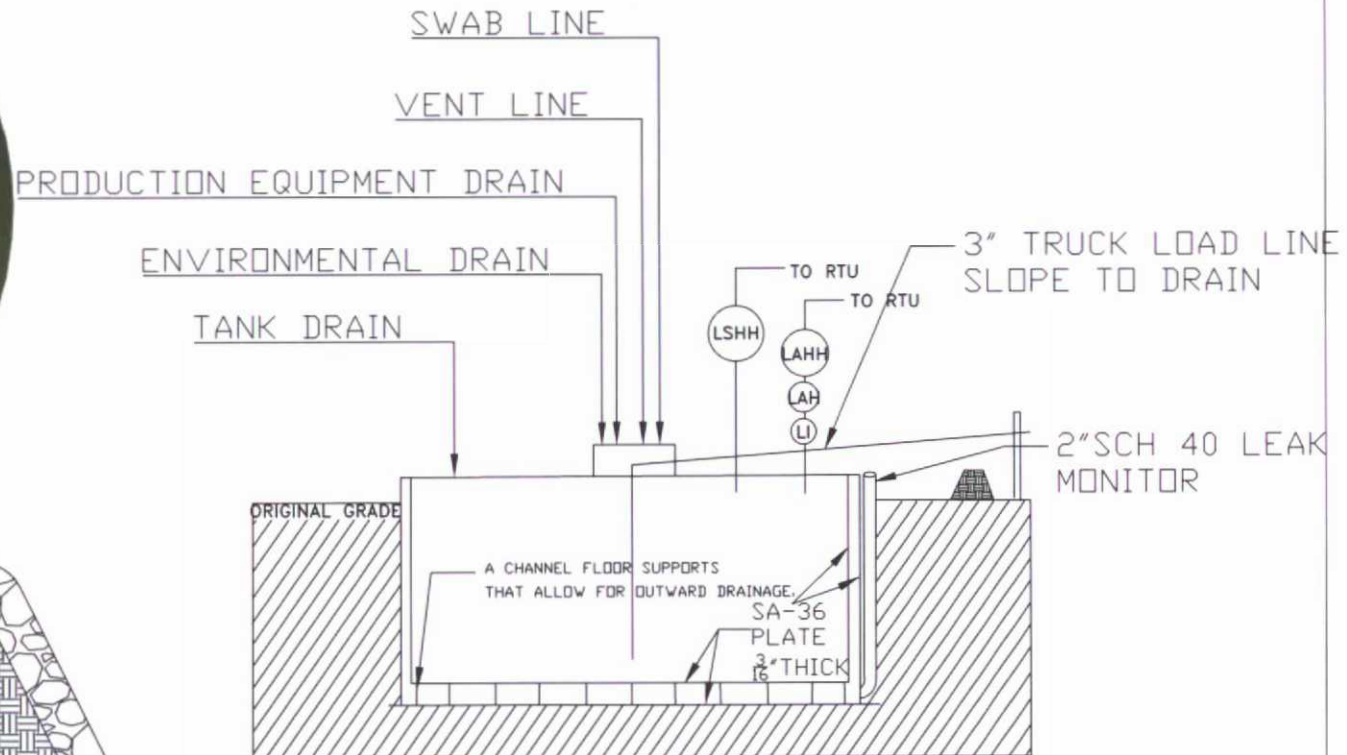 SWAB LINE
VENT LINE
PRODUCTION EQUIPMENT DRAIN
ENVIRONMENTAL DRAIN
TANK DRAIN
3" TRUCK LOAD LINE
SLOPE TO DRAIN
TO RTU
TO RTU
LSHH
LAHH
LAH
LI
2"SCH 40 LEAK
MONITOR
ORIGINAL GRADE
A CHANNEL FLOOR SUPPORTS
THAT ALLOW FOR OUTWARD DRAINAGE.
SA-36
PLATE
3/16"THICK